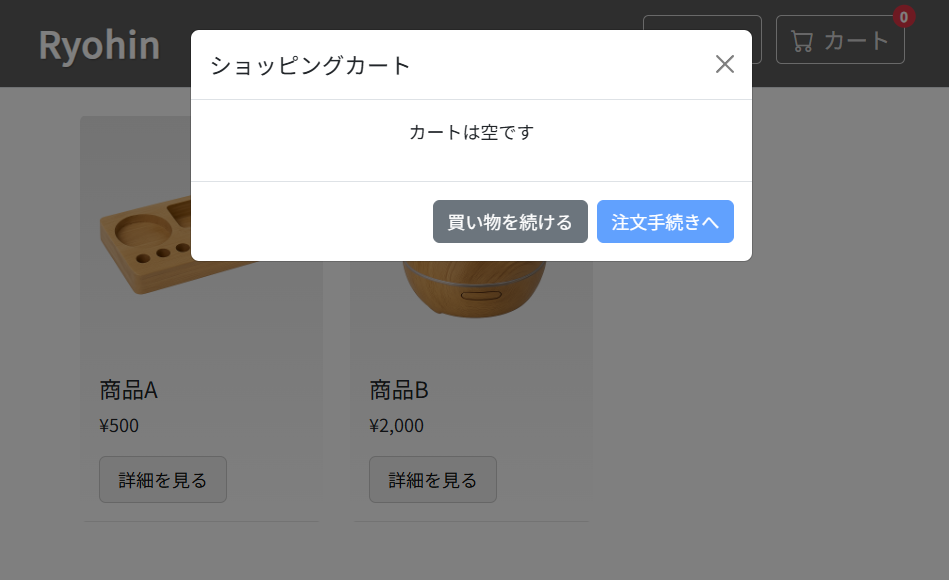 Ryohin
カート
0
ショッピングカート
カートは空です
買い物を続ける
注文手続きへ
商品A
¥500
詳細を見る
商品B
¥2,000
詳細を見る